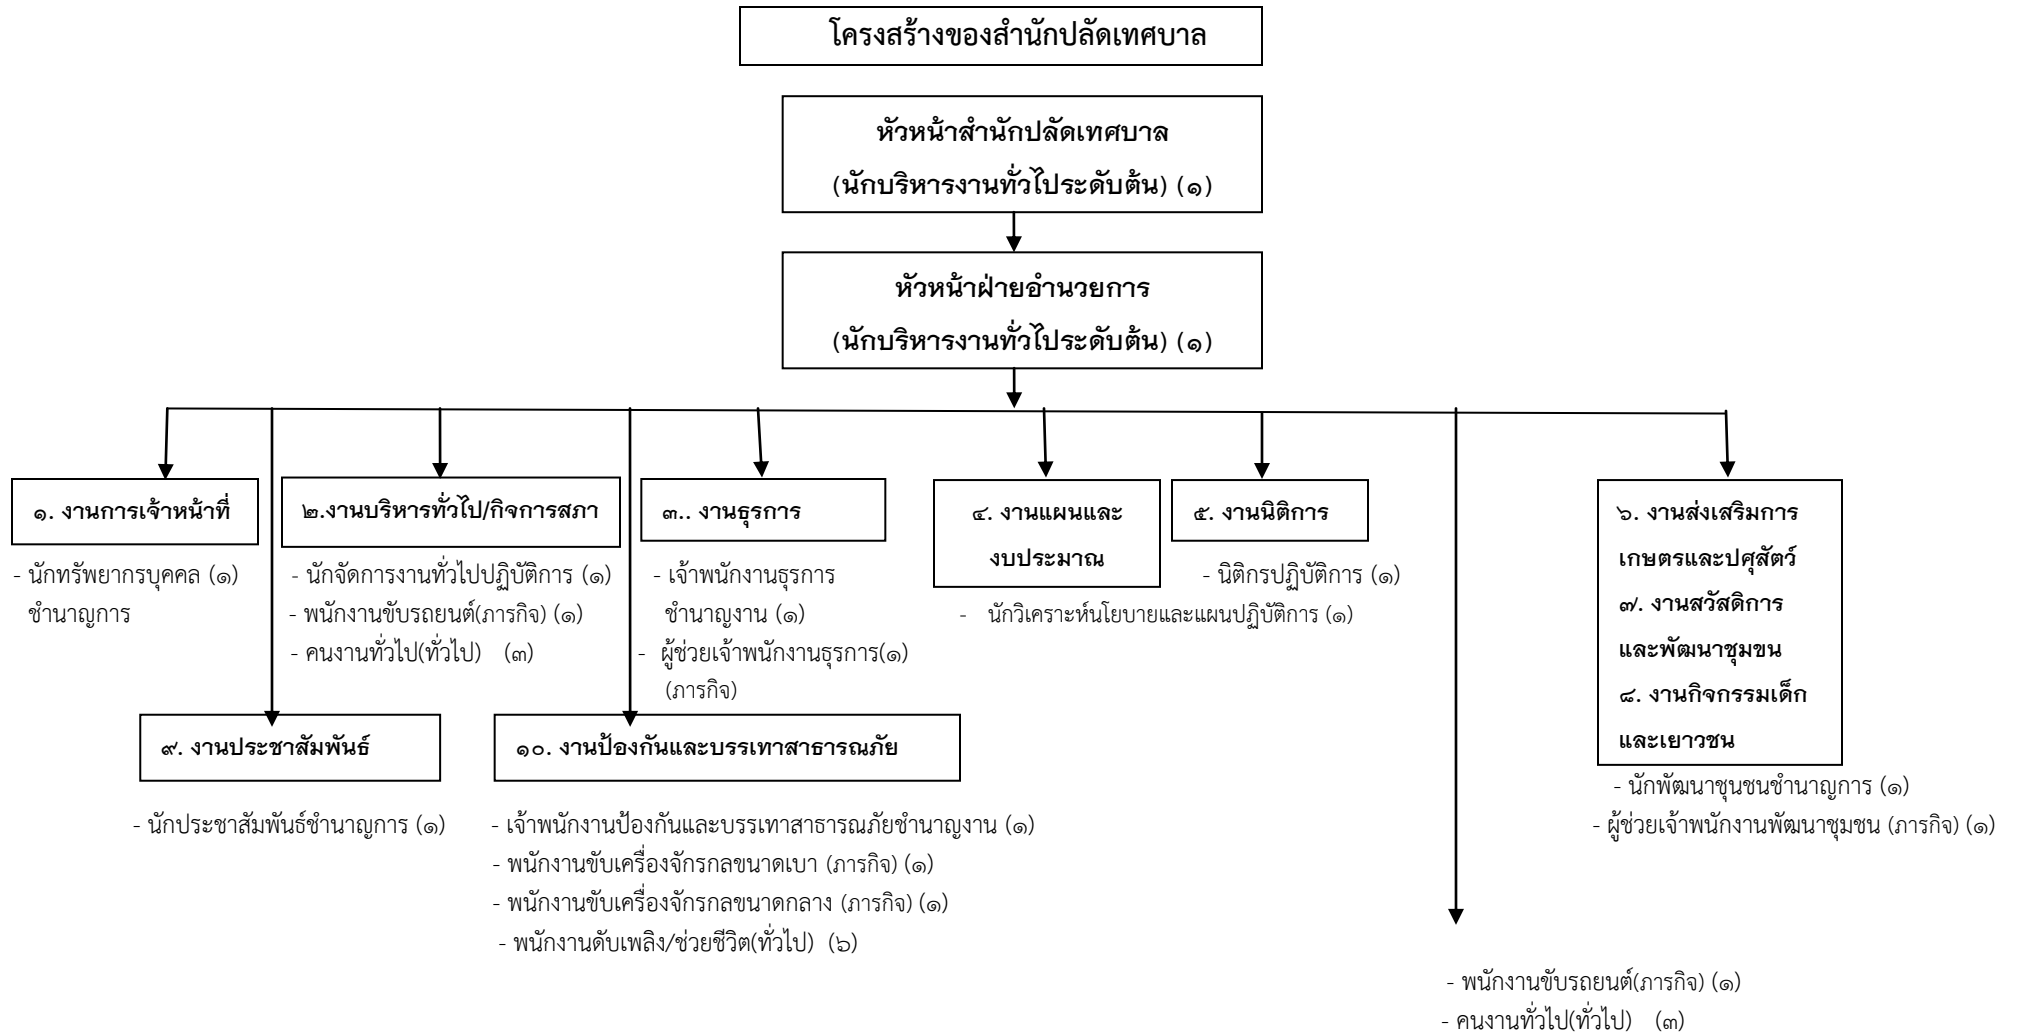 โครงสร้างของสำนักปลัดเทศบาล
หัวหน้าสำนักปลัดเทศบาล
(นักบริหารงานทั่วไประดับต้น) (๑)
หัวหน้าฝ่ายอำนวยการ
(นักบริหารงานทั่วไประดับต้น) (๑)
๑. งานการเจ้าหน้าที่
- นักทรัพยากรบุคคล (๑)
ชำนาญการ
๒.งานบริหารทั่วไป/กิจการสภา
- นักจัดการงานทั่วไปปฏิบัติการ (๑)
- พนักงานขับรถยนต์(ภารกิจ) (๑)
- คนงานทั่วไป(ทั่วไป) (๓)
๓.. งานธุรการ
- เจ้าพนักงานธุรการ
ชำนาญงาน (๑)
- ผู้ช่วยเจ้าพนักงานธุรการ(๑)
(ภารกิจ)
๔. งานแผนและ
งบประมาณ
- นักวิเคราะห์นโยบายและแผนปฏิบัติการ (๑)
๕. งานนิติการ
- นิติกรปฏิบัติการ (๑)
๖. งานส่งเสริมการ
เกษตรและปศุสัตว์
๗. งานสวัสดิการ
และพัฒนาชุมขน
๘. งานกิจกรรมเด็ก
และเยาวชน
- นักพัฒนาชุนชนชำนาญการ (๑)
- ผู้ช่วยเจ้าพนักงานพัฒนาชุมชน (ภารกิจ) (๑)
๙. งานประชาสัมพันธ์
- นักประชาสัมพันธ์ชำนาญการ (๑)
๑๐. งานป้องกันและบรรเทาสาธารณภัย
- เจ้าพนักงานป้องกันและบรรเทาสาธารณภัยชำนาญงาน (๑)
- พนักงานขับเครื่องจักรกลขนาดเบา (ภารกิจ) (๑)
- พนักงานขับเครื่องจักรกลขนาดกลาง (ภารกิจ) (๑)
- พนักงานดับเพลิง/ช่วยชีวิต(ทั่วไป) (๖)
- พนักงานขับรถยนต์(ภารกิจ) (๑)
- คนงานทั่วไป(ทั่วไป) (๓)